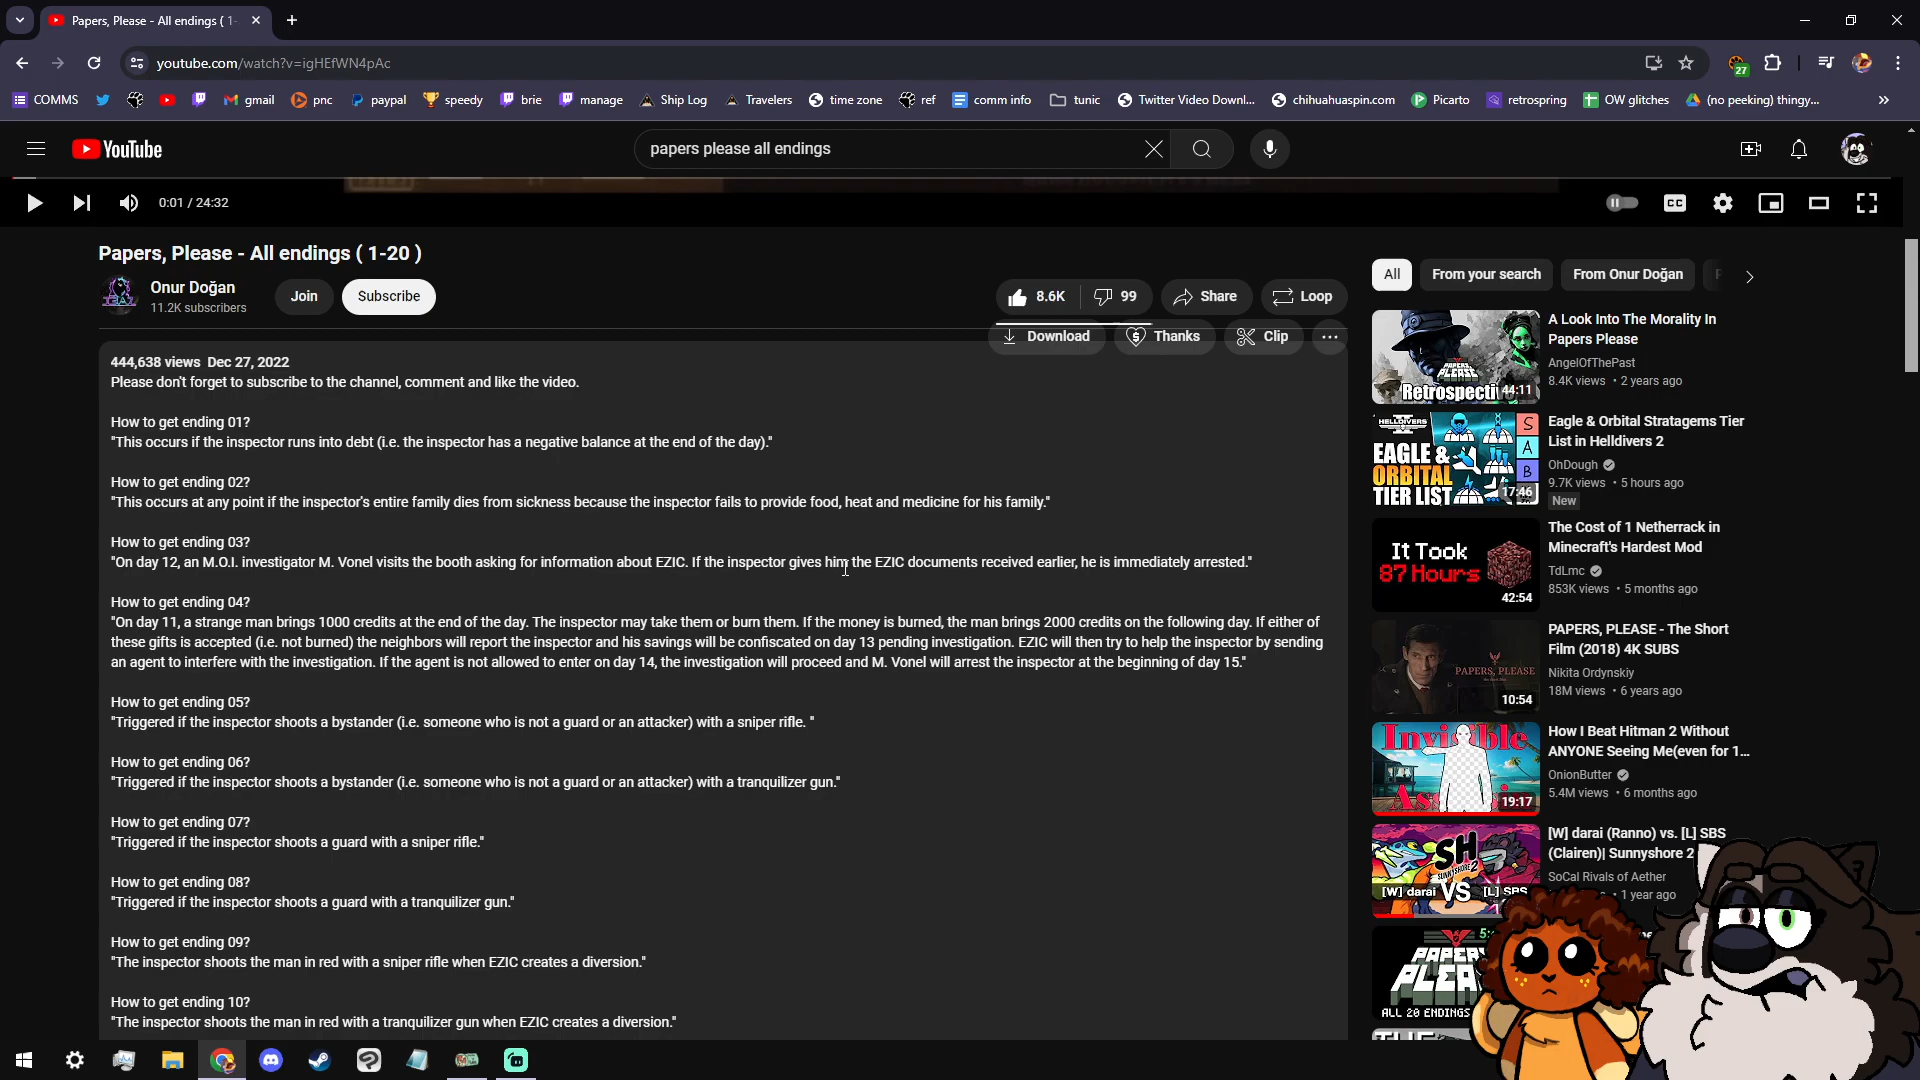 Papers, Please - All endings ( 1-
youtube.com/watch?v=igHEfWN4pAc
27
COMMS
gmail
pnc
paypal
speedy
brie
manage
Ship Log
Travelers
time zone
ref
comm info
tunic
Twitter Video Downl...
chihuahuaspin.com
Picarto
retrospring
OW glitches
(no peeking) thingy...
YouTube
papers please all endings
0:01 / 24:32
CC
Papers, Please - All endings ( 1-20 )
Onur Doğan
11.2K subscribers
Join
Subscribe
8.6K
99
Share
Loop
Download
Thanks
Clip
444,638 views Dec 27, 2022
Please don't forget to subscribe to the channel, comment and like the video.
How to get ending 01?
"This occurs if the inspector runs into debt (i.e. the inspector has a negative balance at the end of the day)."
How to get ending 02?
"This occurs at any point if the inspector's entire family dies from sickness because the inspector fails to provide food, heat and medicine for his family."
How to get ending 03?
"On day 12, an M.O.I. investigator M. Vonel visits the booth asking for information about EZIC. If the inspector gives him the EZIC documents received earlier, he is immediately arrested."
How to get ending 04?
"On day 11, a strange man brings 1000 credits at the end of the day. The inspector may take them or burn them. If the money is burned, the man brings 2000 credits on the following day. If either of
these gifts is accepted (i.e. not burned) the neighbors will report the inspector and his savings will be confiscated on day 13 pending investigation. EZIC will then try to help the inspector by sending
an agent to interfere with the investigation. If the agent is not allowed to enter on day 14, the investigation will proceed and M. Vonel will arrest the inspector at the beginning of day 15."
How to get ending 05?
"Triggered if the inspector shoots a bystander (i.e. someone who is not a guard or an attacker) with a sniper rifle. "
How to get ending 06?
"Triggered if the inspector shoots a bystander (i.e. someone who is not a guard or an attacker) with a tranquilizer gun."
How to get ending 07?
"Triggered if the inspector shoots a guard with a sniper rifle."
How to get ending 08?
"Triggered if the inspector shoots a guard with a tranquilizer gun."
How to get ending 09?
"The inspector shoots the man in red with a sniper rifle when EZIC creates a diversion."
How to get ending 10?
"The inspector shoots the man in red with a tranquilizer gun when EZIC creates a diversion."
All
From your search
From Onur Doğan
PAPERS PLEASE
Retrospecti
44:11
A Look Into The Morality In
Papers Please
AngelOfThePast
8.4K views • 2 years ago
HELLDIVERS
EAGLE &
ORBITAL
TIER LIST
S
A
B
17:46
Eagle & Orbital Stratagems Tier
List in Helldivers 2
OhDough
9.7K views • 5 hours ago
New
It Took
87 Hours
42:54
The Cost of 1 Netherrack in
Minecraft's Hardest Mod
TdLmc
853K views • 5 months ago
PAPERS, PLEASE
10:54
PAPERS, PLEASE - The Short
Film (2018) 4K SUBS
Nikita Ordynskiy
18M views • 6 years ago
Invisible
Ass
19:17
How I Beat Hitman 2 Without
ANYONE Seeing Me(even for 1...
OnionButter
5.4M views • 6 months ago
SH
SUNNYSHORE 2
[W] darai VS [L] SBS
[W] darai (Ranno) vs. [L] SBS
(Clairen)| Sunnyshore 2
SoCal Rivals of Aether
1 year ago
ALL 20 ENDINGS